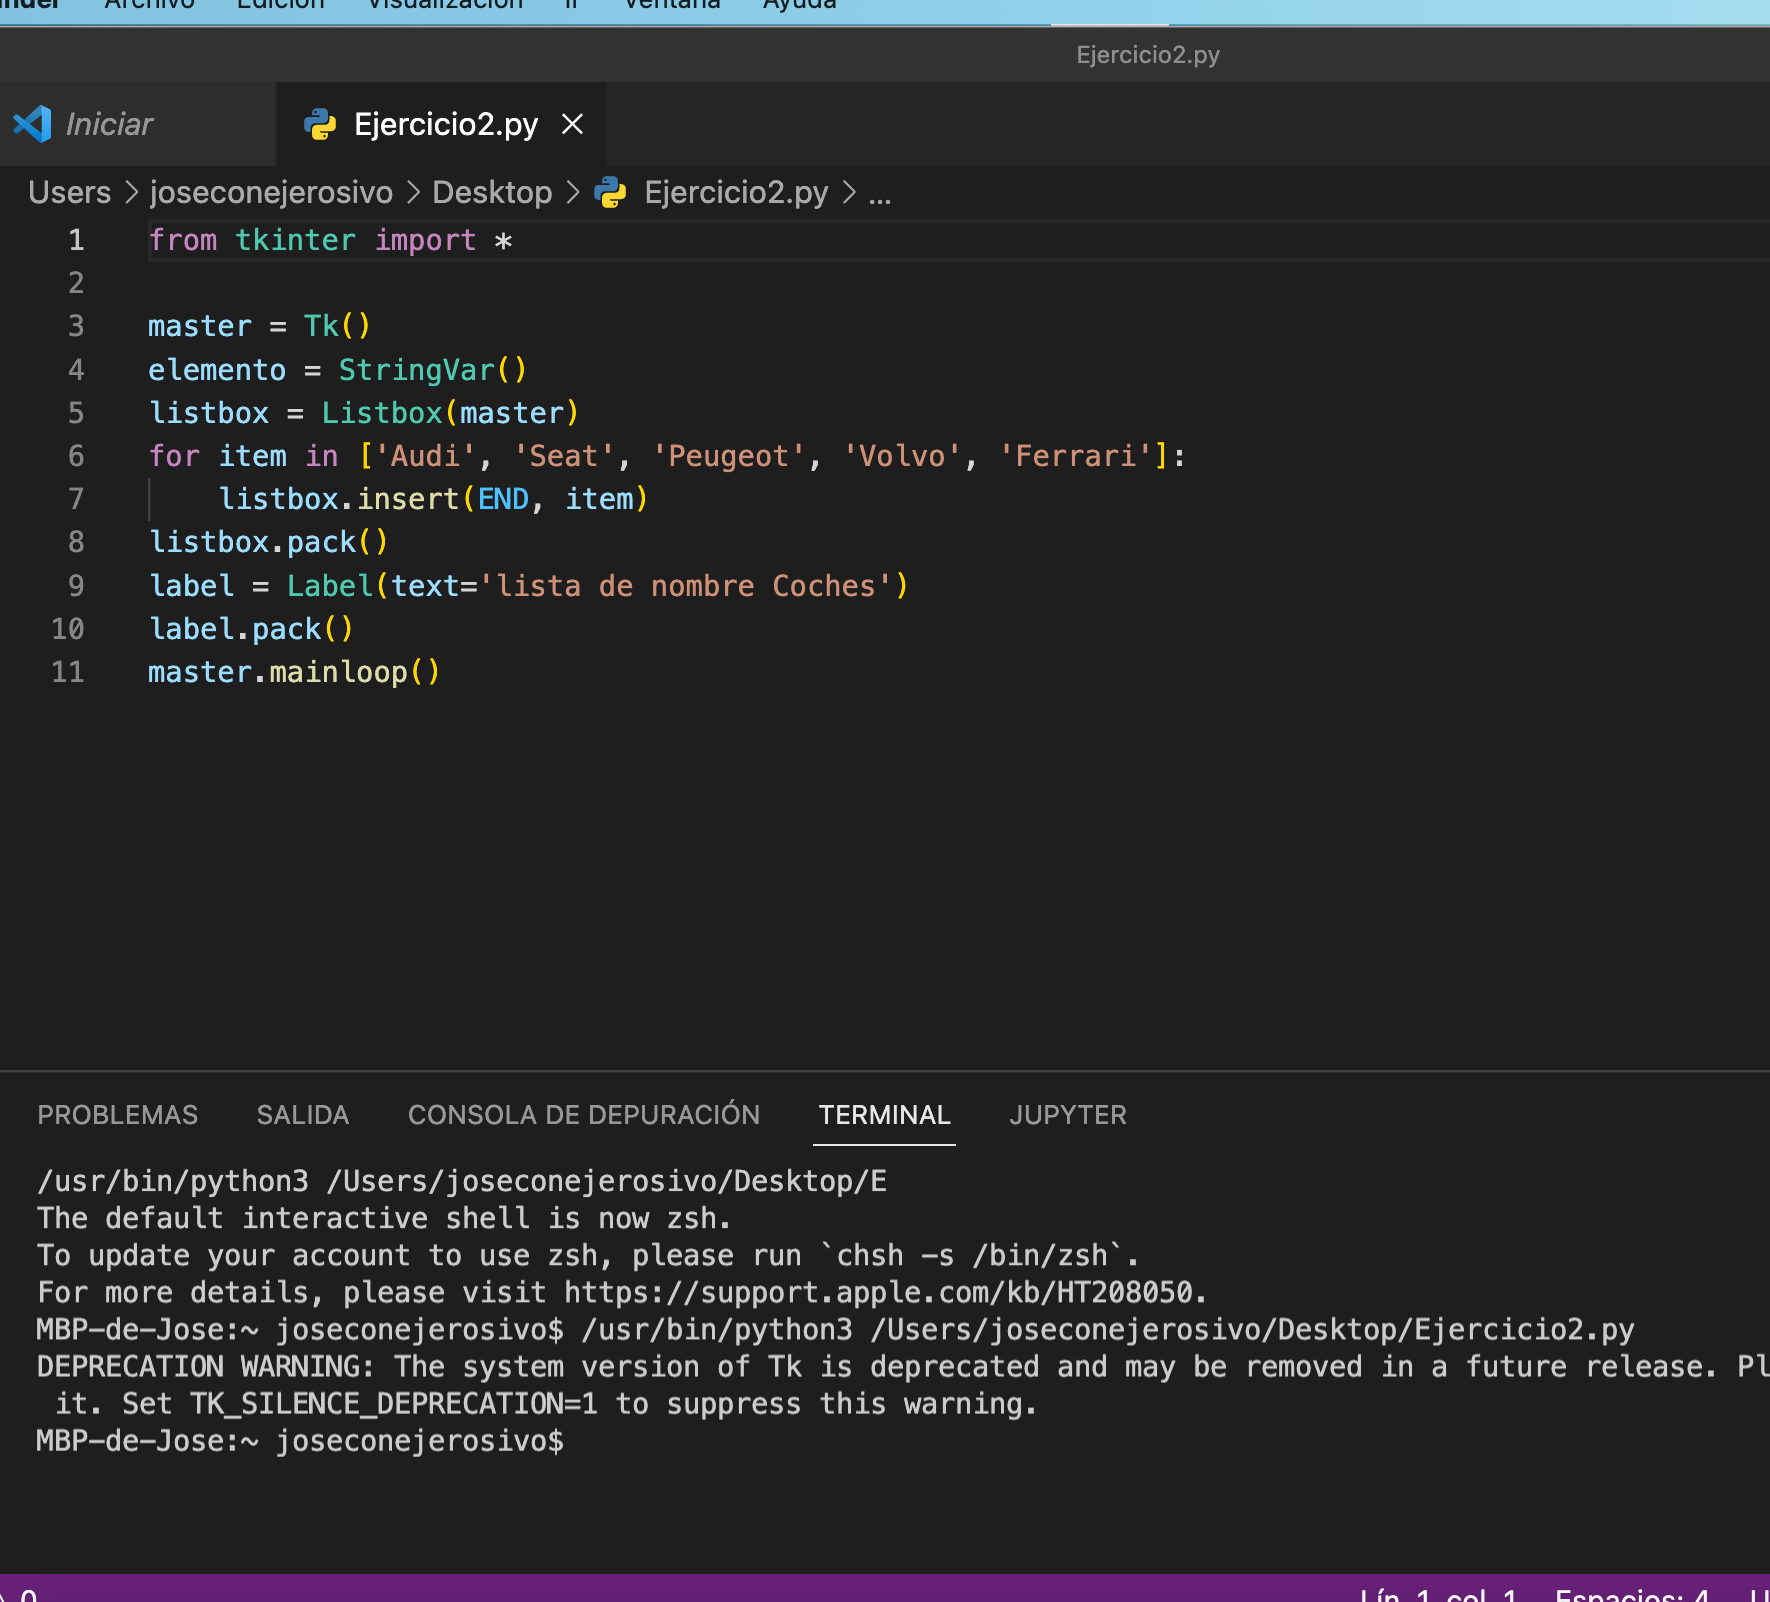 Archivo Edición Visualización Ir Ventana Ayuda
Ejercicio2.py
Iniciar Ejercicio2.py
Users > joseconejerosivo > Desktop > Ejercicio2.py > ...
1 from tkinter import *
2
3 master = Tk()
4 elemento = StringVar()
5 listbox = Listbox(master)
6 for item in ['Audi', 'Seat', 'Peugeot', 'Volvo', 'Ferrari']:
7 listbox.insert(END, item)
8 listbox.pack()
9 label = Label(text='lista de nombre Coches')
10 label.pack()
11 master.mainloop()
PROBLEMAS SALIDA CONSOLA DE DEPURACIÓN TERMINAL JUPYTER
/usr/bin/python3 /Users/joseconejerosivo/Desktop/E
The default interactive shell is now zsh.
To update your account to use zsh, please run `chsh -s /bin/zsh`.
For more details, please visit https://support.apple.com/kb/HT208050.
MBP-de-Jose:~ joseconejerosivo$ /usr/bin/python3 /Users/joseconejerosivo/Desktop/Ejercicio2.py
DEPRECATION WARNING: The system version of Tk is deprecated and may be removed in a future release. Pl
it. Set TK_SILENCE_DEPRECATION=1 to suppress this warning.
MBP-de-Jose:~ joseconejerosivo$
0 Lín. 1, col. 1 Espacios: 4